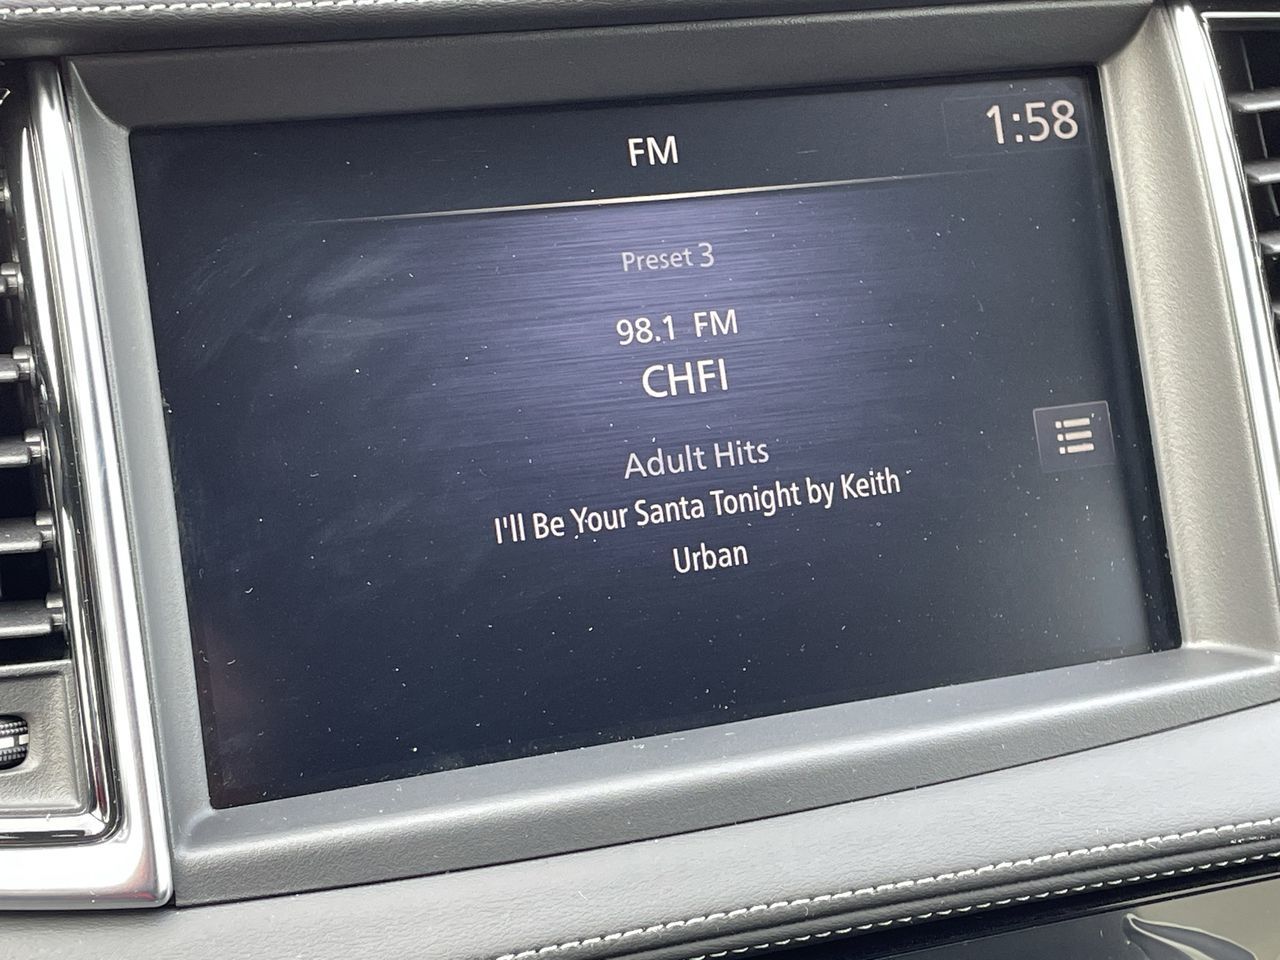 FM
1:58
Preset 3
98.1 FM
CHFI
Adult Hits
I'll Be Your Santa Tonight by Keith
Urban